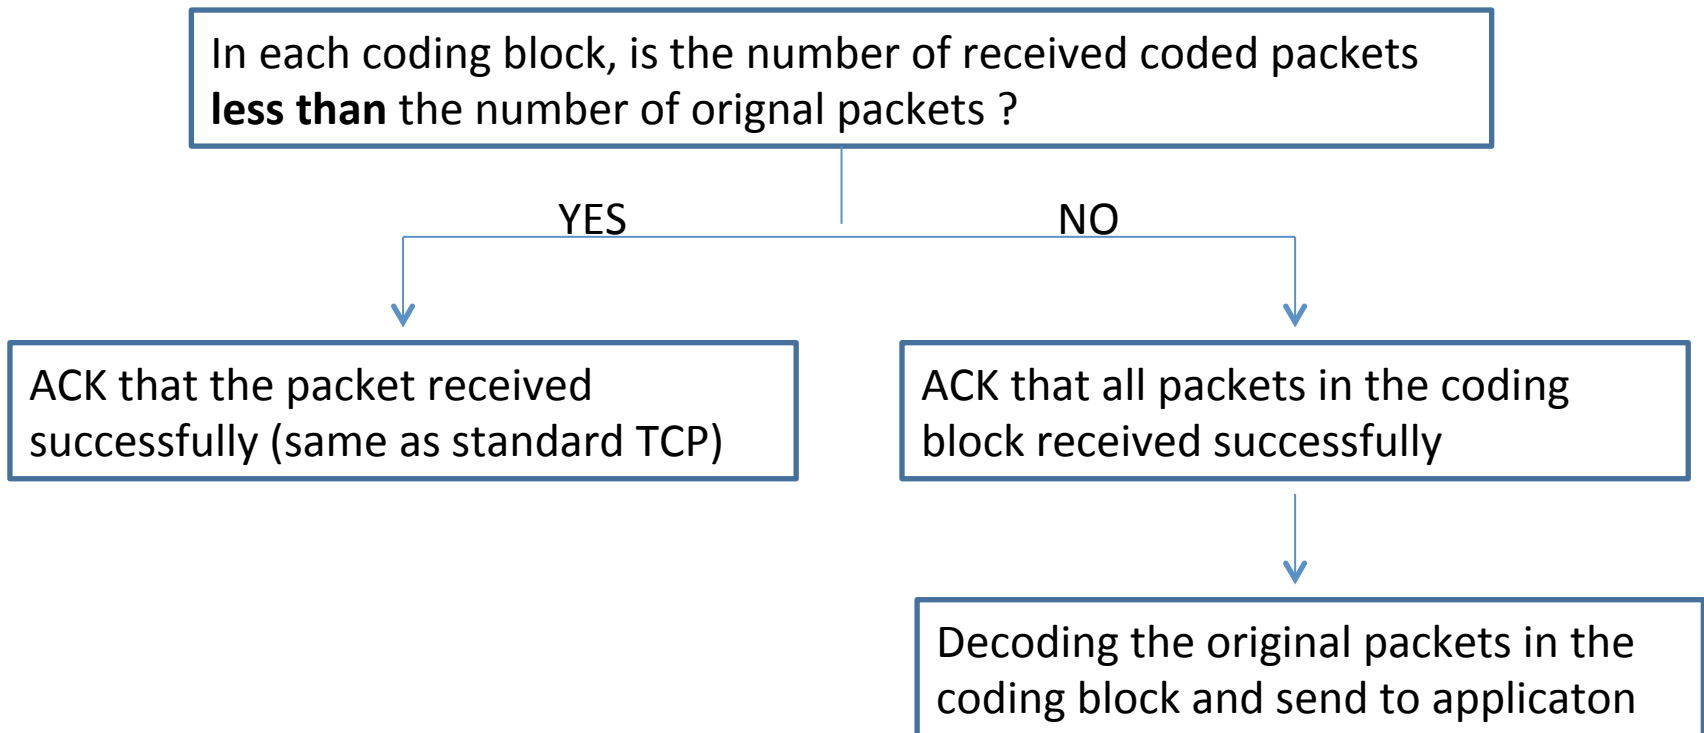 In each coding block, is the number of received coded packets
less than the number of orignal packets ?
YES
NO
ACK that the packet received
successfully (same as standard TCP)
ACK that all packets in the coding
block received successfully
Decoding the original packets in the
coding block and send to applicaton